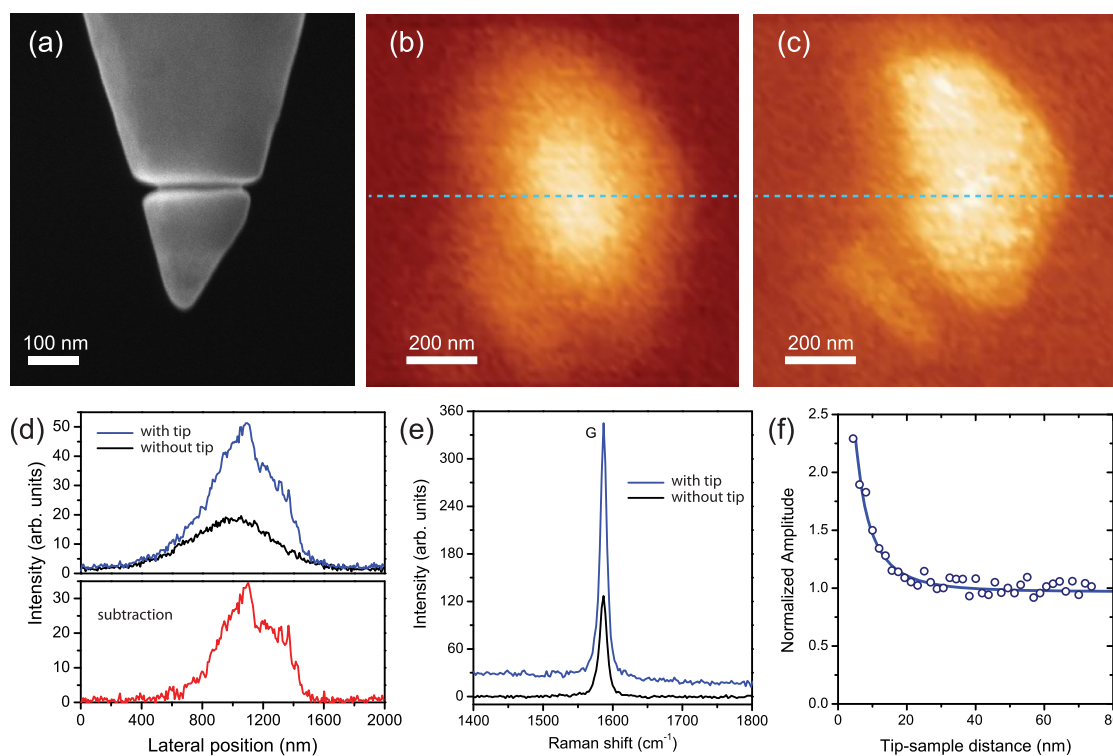 (a)
100 nm
(b)
200 nm
(c)
200 nm
(d)
with tip
without tip
50
40
30
20
10
0
subtraction
30
20
10
0
Intensity (arb. units)
0 400 800 1200 1600 2000
Lateral position (nm)
(e)
G
with tip
without tip
360
300
240
180
120
60
0
Intensity (arb. units)
1400 1500 1600 1700 1800
Raman shift (cm⁻¹)
(f)
2.5
2.0
1.5
1.0
0.5
0.0
Normalized Amplitude
0 20 40 60 80
Tip-sample distance (nm)